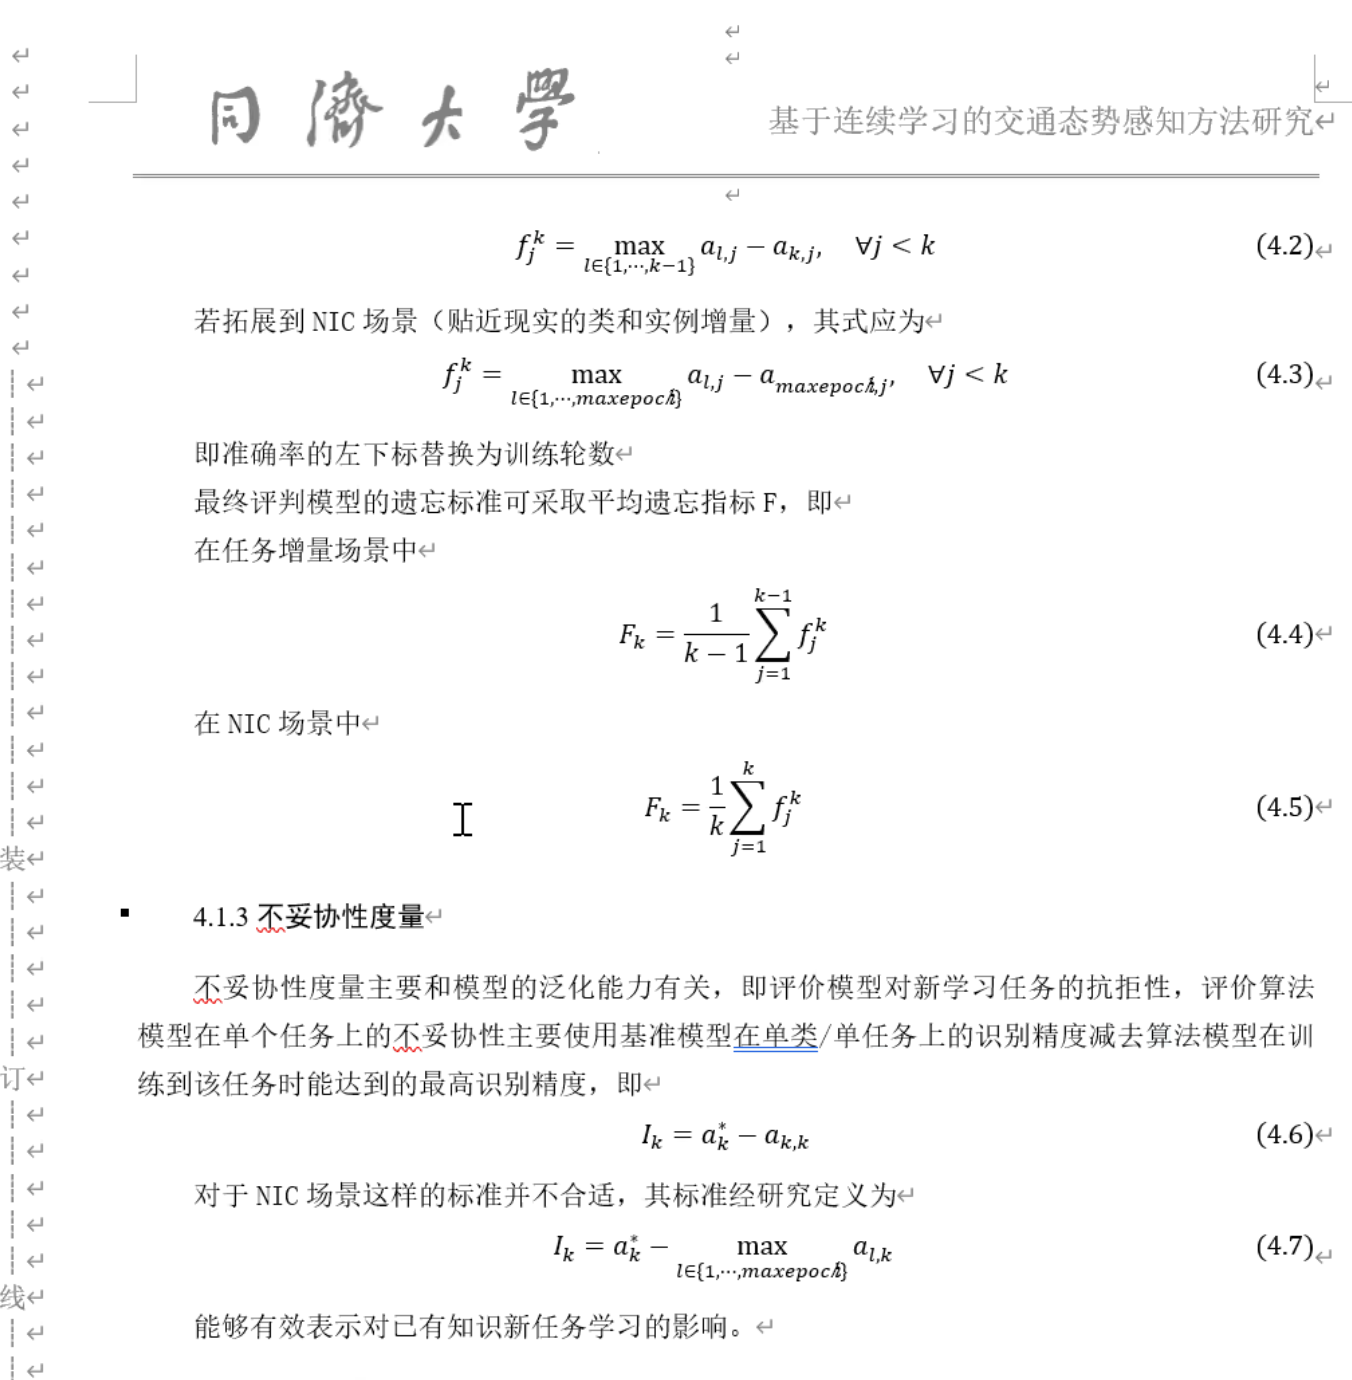 同濟大學
基于连续学习的交通态势感知方法研究
f_j^k = max_{l∈{1,⋯,k−1}} a_{l,j} − a_{k,j}, ∀j < k (4.2)
若拓展到 NIC 场景（贴近现实的类和实例增量），其式应为
f_j^k = max_{l∈{1,⋯,maxepoch}} a_{l,j} − a_{maxepoch,j}, ∀j < k (4.3)
即准确率的左下标替换为训练轮数
最终评判模型的遗忘标准可采取平均遗忘指标 F，即
在任务增量场景中
F_k = \frac{1}{k − 1} ∑_{j=1}^{k−1} f_j^k (4.4)
在 NIC 场景中
F_k = \frac{1}{k} ∑_{j=1}^{k} f_j^k (4.5)
4.1.3 不妥协性度量
不妥协性度量主要和模型的泛化能力有关，即评价模型对新学习任务的抗拒性，评价算法
模型在单个任务上的不妥协性主要使用基准模型在单类/单任务上的识别精度减去算法模型在训
练到该任务时能达到的最高识别精度，即
I_k = a_k^* − a_{k,k} (4.6)
对于 NIC 场景这样的标准并不合适，其标准经研究定义为
I_k = a_k^* − max_{l∈{1,⋯,maxepoch}} a_{l,k} (4.7)
能够有效表示对已有知识新任务学习的影响。
装
订
线